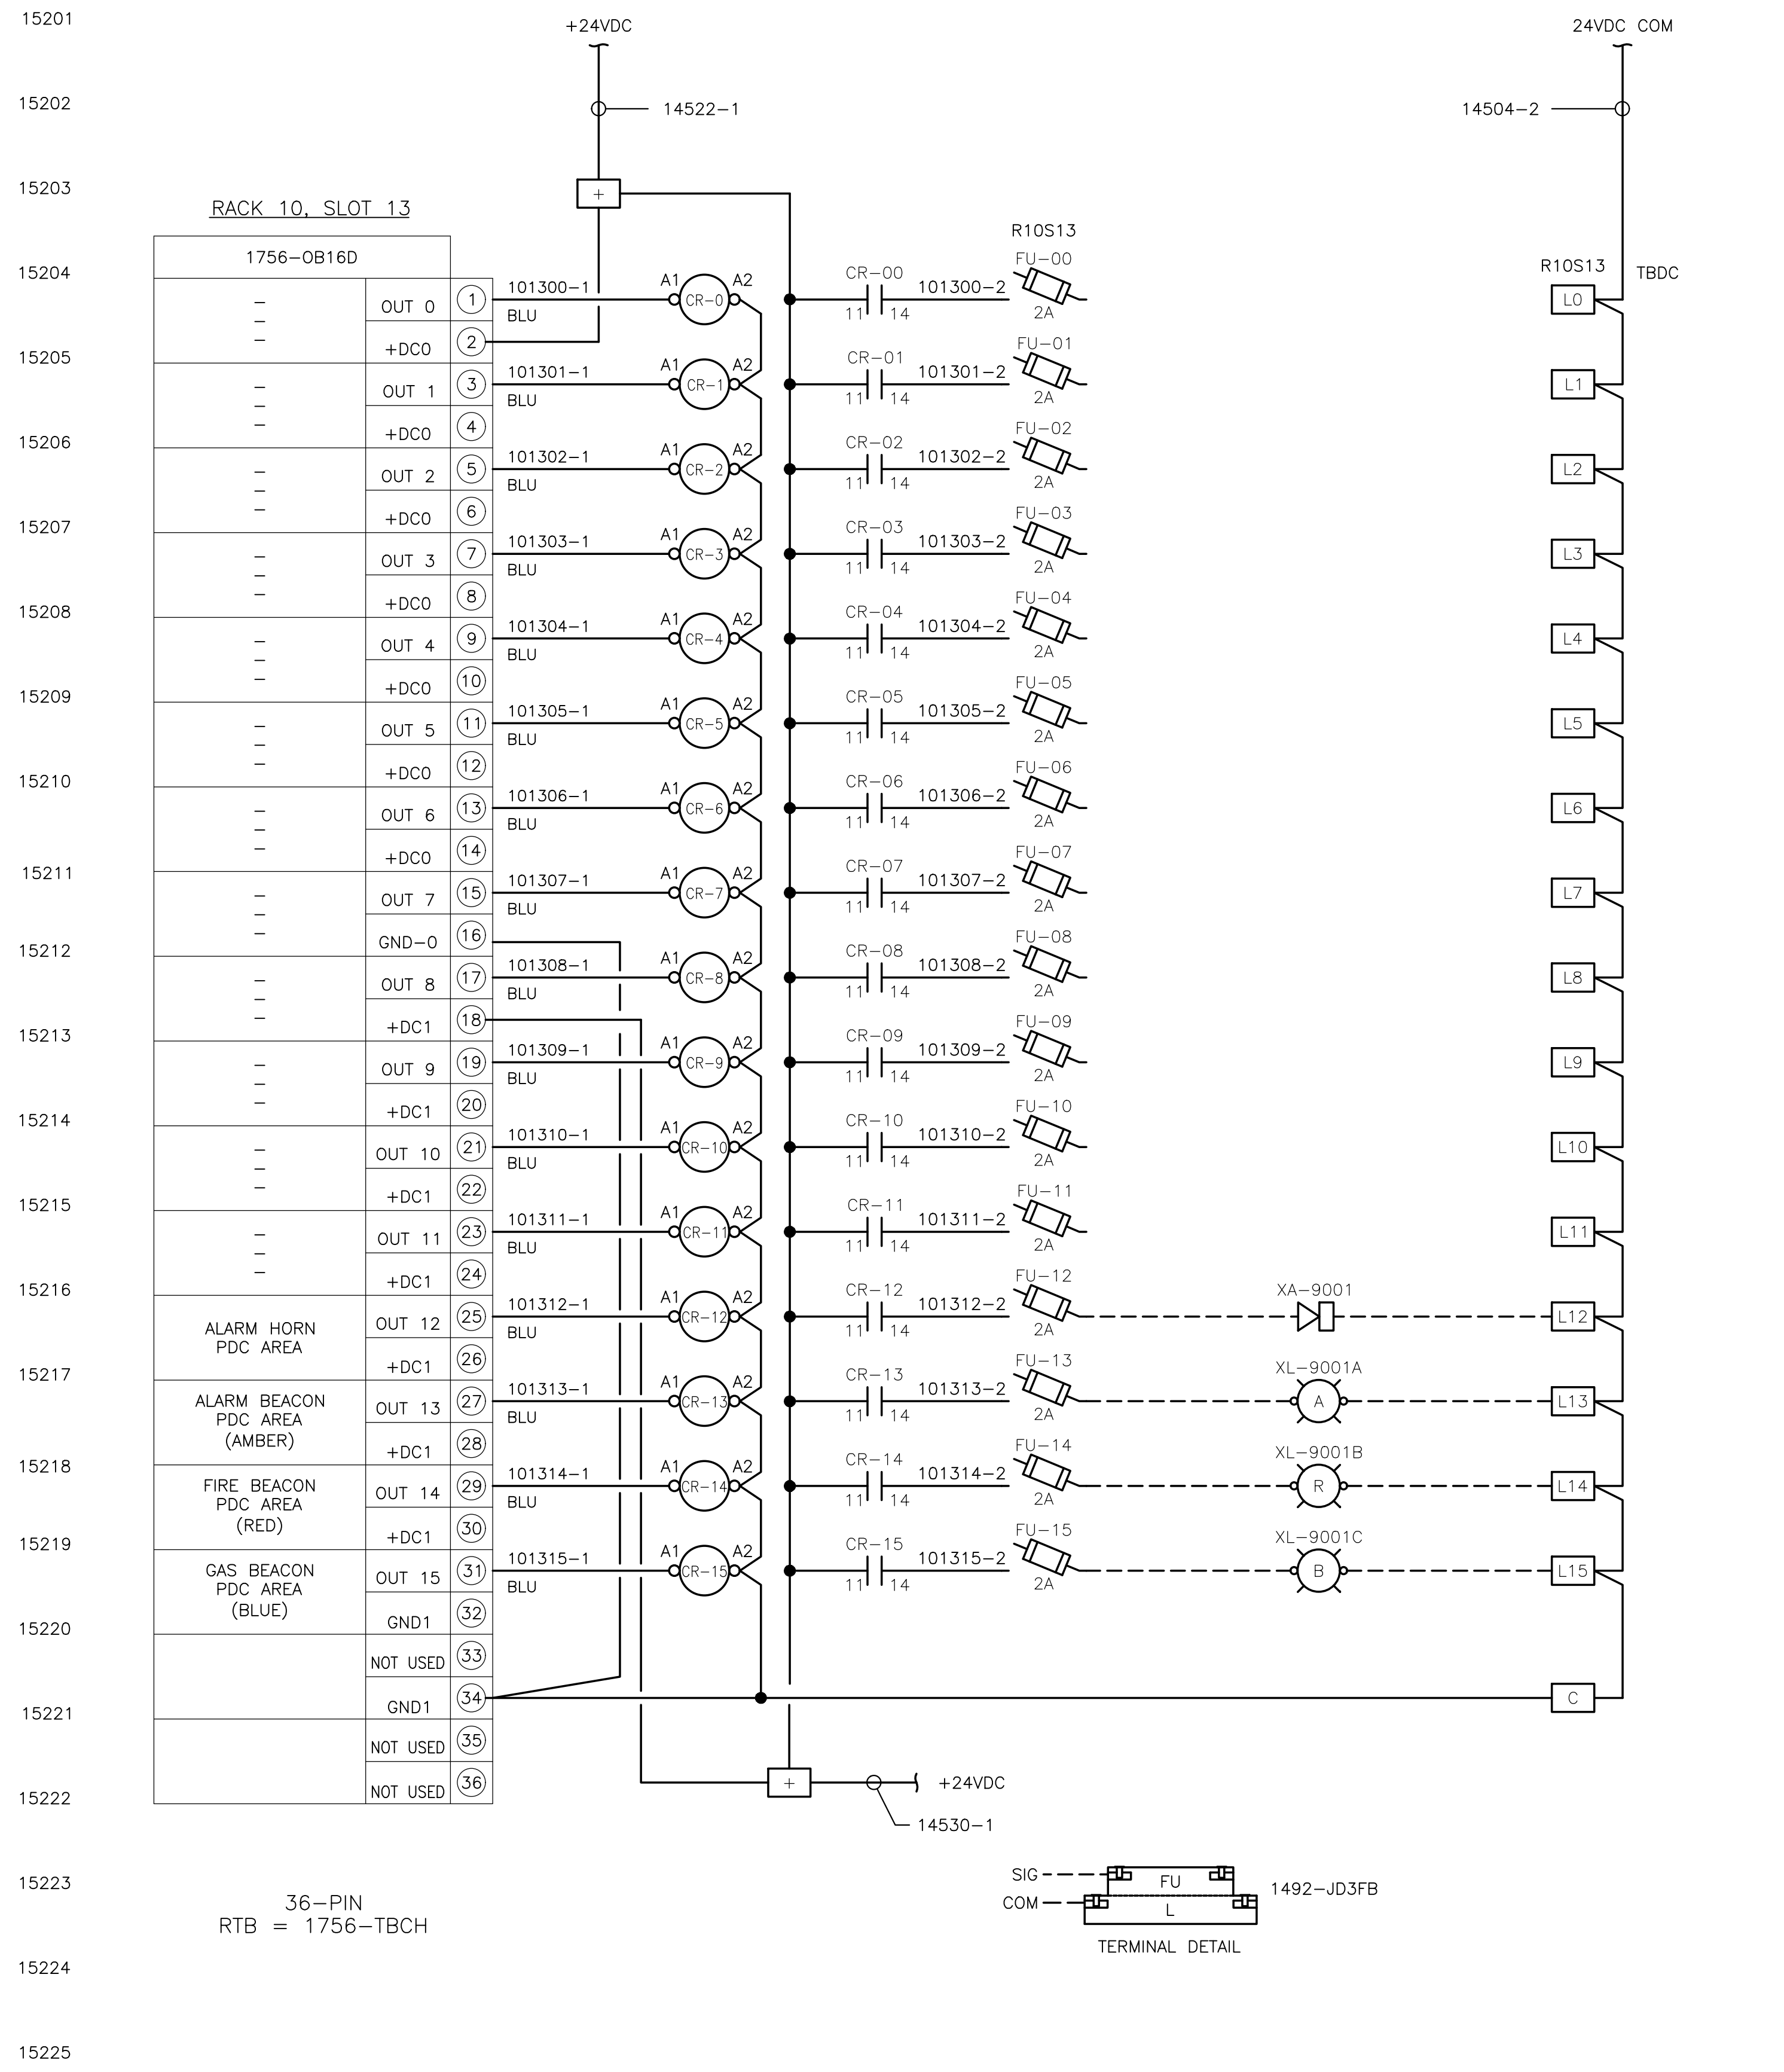 15201
+24VDC
24VDC COM
15202
14522-1
14504-2
15203
+
RACK 10, SLOT 13
R10S13
1756-OB16D
FU-00
R10S13
TBDC
15204
OUT 0
1
101300-1
BLU
A1
CR-0
A2
CR-00
11
14
101300-2
2A
L0
+DC0
2
15205
OUT 1
3
101301-1
BLU
A1
CR-1
A2
CR-01
11
14
101301-2
FU-01
2A
L1
+DC0
4
15206
OUT 2
5
101302-1
BLU
A1
CR-2
A2
CR-02
11
14
101302-2
FU-02
2A
L2
+DC0
6
15207
OUT 3
7
101303-1
BLU
A1
CR-3
A2
CR-03
11
14
101303-2
FU-03
2A
L3
+DC0
8
15208
OUT 4
9
101304-1
BLU
A1
CR-4
A2
CR-04
11
14
101304-2
FU-04
2A
L4
+DC0
10
15209
OUT 5
11
101305-1
BLU
A1
CR-5
A2
CR-05
11
14
101305-2
FU-05
2A
L5
+DC0
12
15210
OUT 6
13
101306-1
BLU
A1
CR-6
A2
CR-06
11
14
101306-2
FU-06
2A
L6
+DC0
14
15211
OUT 7
15
101307-1
BLU
A1
CR-7
A2
CR-07
11
14
101307-2
FU-07
2A
L7
GND-0
16
15212
OUT 8
17
101308-1
BLU
A1
CR-8
A2
CR-08
11
14
101308-2
FU-08
2A
L8
+DC1
18
15213
OUT 9
19
101309-1
BLU
A1
CR-9
A2
CR-09
11
14
101309-2
FU-09
2A
L9
+DC1
20
15214
OUT 10
21
101310-1
BLU
A1
CR-10
A2
CR-10
11
14
101310-2
FU-10
2A
L10
+DC1
22
15215
OUT 11
23
101311-1
BLU
A1
CR-11
A2
CR-11
11
14
101311-2
FU-11
2A
L11
+DC1
24
15216
ALARM HORN
PDC AREA
OUT 12
25
101312-1
BLU
A1
CR-12
A2
CR-12
11
14
101312-2
FU-12
2A
XA-9001
L12
+DC1
26
15217
ALARM BEACON
PDC AREA
(AMBER)
OUT 13
27
101313-1
BLU
A1
CR-13
A2
CR-13
11
14
101313-2
FU-13
2A
XL-9001A
A
L13
+DC1
28
15218
FIRE BEACON
PDC AREA
(RED)
OUT 14
29
101314-1
BLU
A1
CR-14
A2
CR-14
11
14
101314-2
FU-14
2A
XL-9001B
R
L14
+DC1
30
15219
GAS BEACON
PDC AREA
(BLUE)
OUT 15
31
101315-1
BLU
A1
CR-15
A2
CR-15
11
14
101315-2
FU-15
2A
XL-9001C
B
L15
GND1
32
15220
NOT USED
33
GND1
34
C
15221
NOT USED
35
NOT USED
36
+
+24VDC
15222
14530-1
15223
SIG
FU
1492-JD3FB
COM
L
36-PIN
RTB = 1756-TBCH
TERMINAL DETAIL
15224
15225